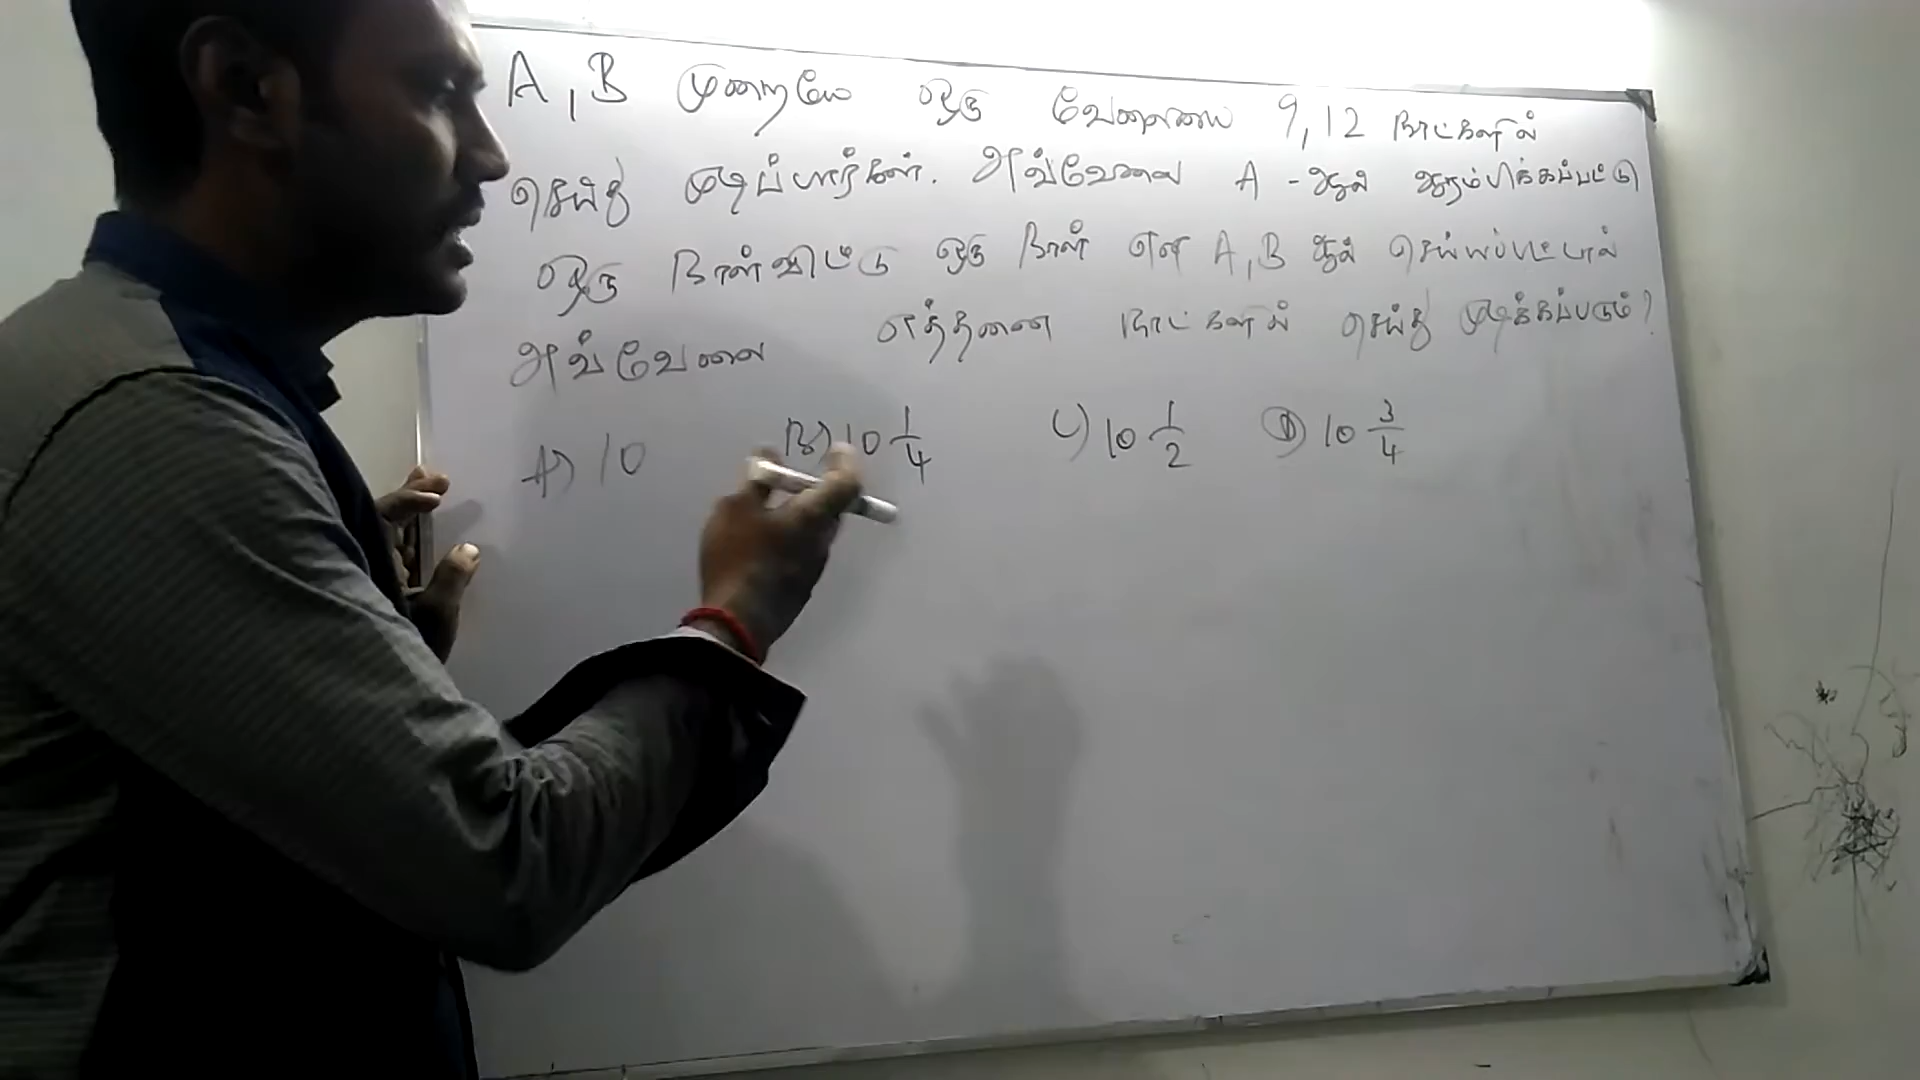 A, B முறையே ஒரு வேலையை 9, 12 நாட்களில்
செய்து முடிப்பார்கள். அவ்வேலை A - ஆல் ஆரம்பிக்கப்பட்டு
ஒரு நாள்விட்டு ஒரு நாள் என A, B ஆல் செய்யப்பட்டால்
அவ்வேலை எத்தனை நாட்களில் செய்து முடிக்கப்படும்?
A) 10 B) 10 1/4 C) 10 1/2 D) 10 3/4